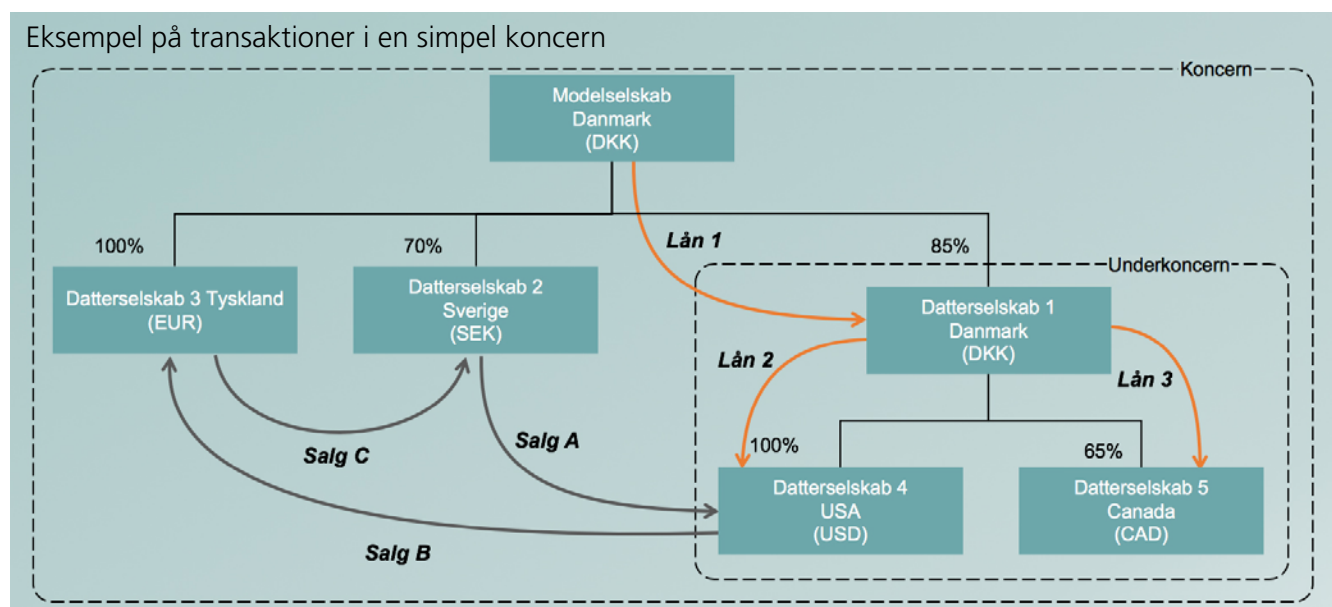 Eksempel på transaktioner i en simpel koncern
Koncern
Modelselskab
Danmark
(DKK)
100%
70%
Lån 1
85%
Underkoncern
Datterselskab 3 Tyskland
(EUR)
Datterselskab 2
Sverige
(SEK)
Datterselskab 1
Danmark
(DKK)
Lån 2
Lån 3
Salg C
Salg A
100%
65%
Datterselskab 4
USA
(USD)
Datterselskab 5
Canada
(CAD)
Salg B